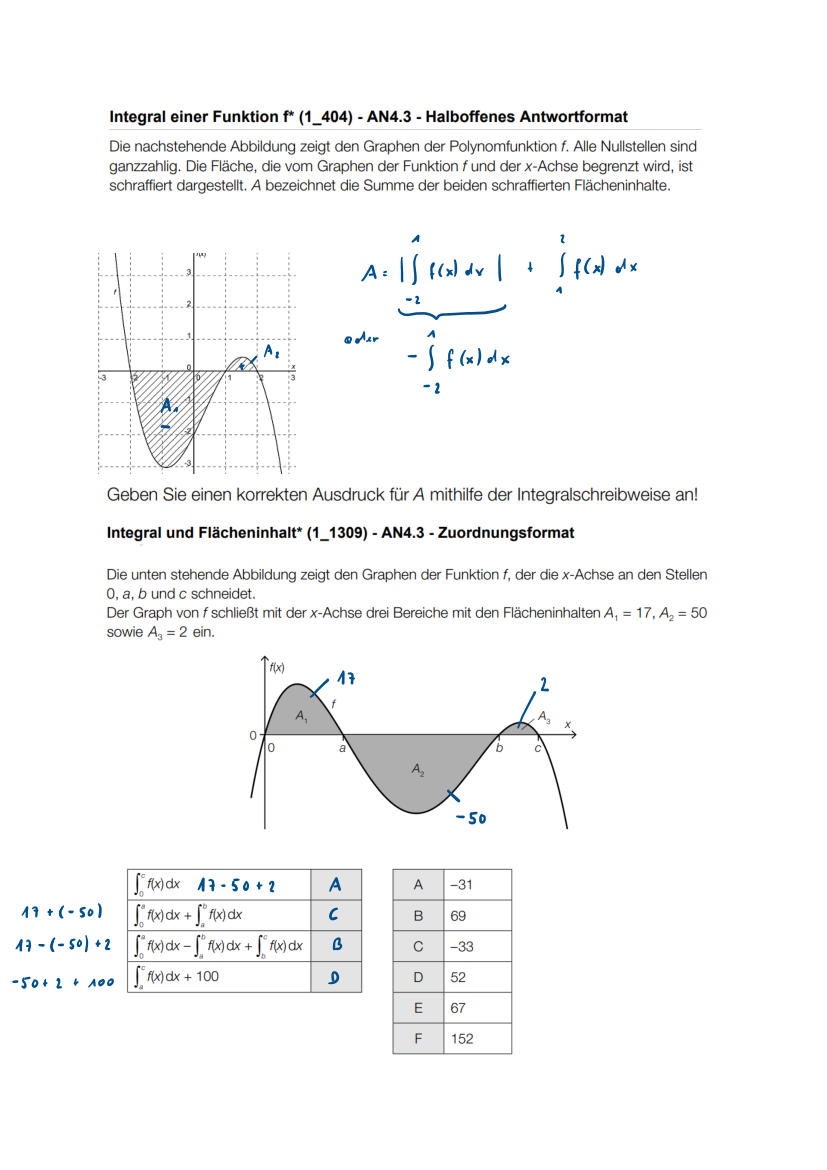 Integral einer Funktion f* (1_404) - AN4.3 - Halboffenes Antwortformat
Die nachstehende Abbildung zeigt den Graphen der Polynomfunktion f. Alle Nullstellen sind
ganzzahlig. Die Fläche, die vom Graphen der Funktion f und der x-Achse begrenzt wird, ist
schraffiert dargestellt. A bezeichnet die Summe der beiden schraffierten Flächeninhalte.
A = |∫₋₂¹ f(x) dx| + ∫₁² f(x) dx
oder
- ∫₋₂¹ f(x) dx
f(x)
f
3
2
1
0
-3 -2 -1 0 1 2 3 x
-1
-2
-3
A₁
-
+
A₂
Geben Sie einen korrekten Ausdruck für A mithilfe der Integralschreibweise an!
Integral und Flächeninhalt* (1_1309) - AN4.3 - Zuordnungsformat
Die unten stehende Abbildung zeigt den Graphen der Funktion f, der die x-Achse an den Stellen
0, a, b und c schneidet.
Der Graph von f schließt mit der x-Achse drei Bereiche mit den Flächeninhalten A₁ = 17, A₂ = 50
sowie A₃ = 2 ein.
f(x)
17
2
f
A₁
A₃
x
0
0 a b c
A₂
-50
∫₀ᶜ f(x) dx 17-50+2 A
17+(-50) ∫₀ᵃ f(x) dx + ∫ₐᵇ f(x) dx C
17-(-50)+2 ∫₀ᵃ f(x) dx − ∫ₐᵇ f(x) dx + ∫ᵦᶜ f(x) dx B
-50+2+100 ∫ₐᶜ f(x) dx + 100 D
A −31
B 69
C −33
D 52
E 67
F 152